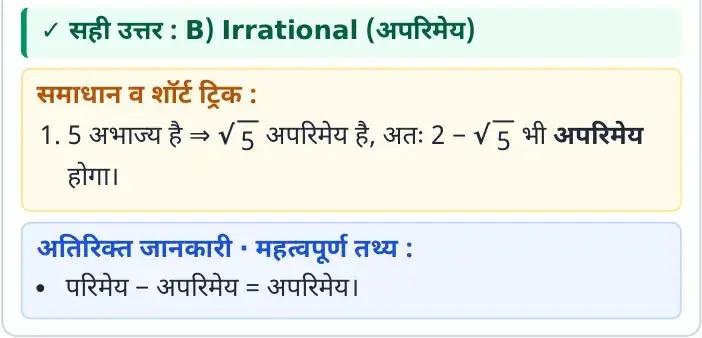 ✓ सही उत्तर : B) Irrational (अपरिमेय)
समाधान व शॉर्ट ट्रिक :
1. 5 अभाज्य है ⇒ √5 अपरिमेय है, अतः 2 − √5 भी अपरिमेय
होगा।
अतिरिक्त जानकारी · महत्वपूर्ण तथ्य :
• परिमेय − अपरिमेय = अपरिमेय।